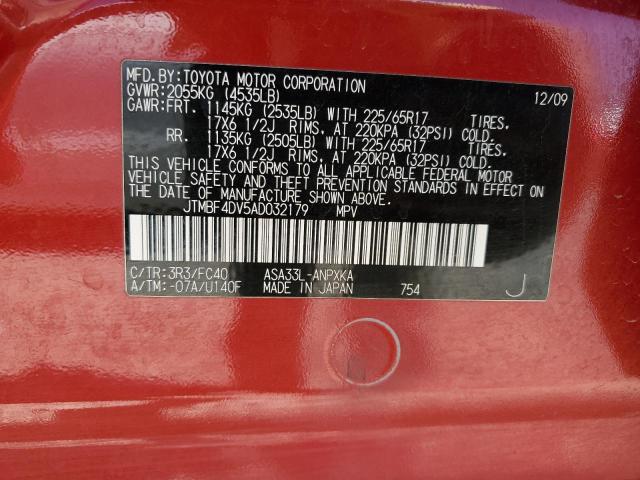 MFD.BY:TOYOTA MOTOR CORPORATION
GVWR:2055KG (4535LB) 12/09
GAWR:FRT. 1145KG (2535LB) WITH 225/65R17 TIRES.
17X6 1/2J RIMS. AT 220KPA (32PSI) COLD.
RR. 1135KG (2505LB) WITH 225/65R17 TIRES.
17X6 1/2J RIMS. AT 220KPA (32PSI) COLD.
THIS VEHICLE CONFORMS TO ALL APPLICABLE FEDERAL MOTOR
VEHICLE SAFETY AND THEFT PREVENTION STANDARDS IN EFFECT ON
THE DATE OF MANUFACTURE SHOWN ABOVE.
JTMBF4DV5AD032179 MPV
C/TR:3R3/FC40 ASA33L-ANPXKA
A/TM:-07A/U140F MADE IN JAPAN 754 J